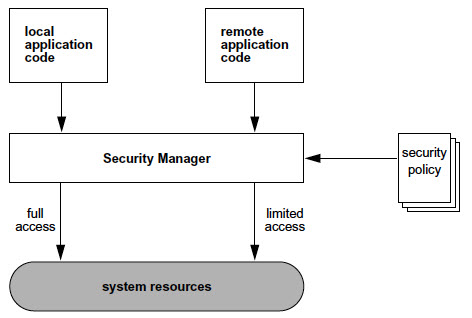 local
application
code
remote
application
code
Security Manager
security
policy
full
access
limited
access
system resources